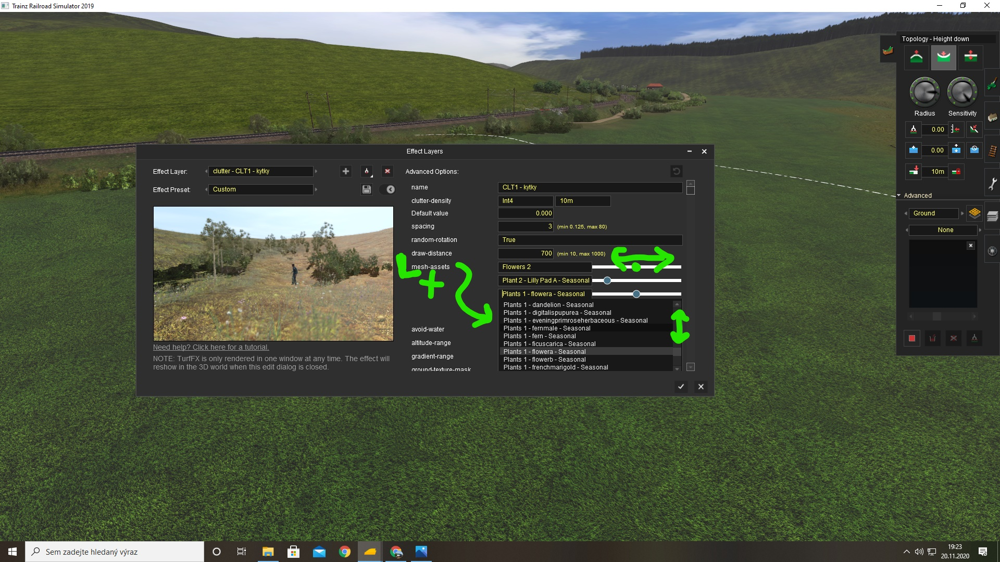 Trainz Railroad Simulator 2019
Topology - Height down
Radius
Sensitivity
0.00
0.00
10m
Advanced
Ground
None
Effect Layers
Effect Layer:
clutter - CLT1 - kytky
Effect Preset:
Custom
Need help? Click here for a tutorial.
NOTE: TurfFX is only rendered in one window at any time. The effect will
reshow in the 3D world when this edit dialog is closed.
Advanced Options:
name
CLT1 - kytky
clutter-density
Int4
10m
Default value
0.000
spacing
3
(min 0.125, max 80)
random-rotation
True
draw-distance
700
(min 10, max 1000)
mesh-assets
Flowers 2
Plant 2 - Lilly Pad A - Seasonal
Plants 1 - flowera - Seasonal
Plants 1 - dandelion - Seasonal
Plants 1 - digitalispupurea - Seasonal
Plants 1 - eveningprimroseherbaceous - Seasonal
Plants 1 - fernmale - Seasonal
Plants 1 - fern - Seasonal
Plants 1 - ficuscarica - Seasonal
Plants 1 - flowera - Seasonal
Plants 1 - flowerb - Seasonal
Plants 1 - frenchmarigold - Seasonal
avoid-water
altitude-range
gradient-range
ground-texture-mask
Sem zadejte hledaný výraz
19:23
20.11.2020